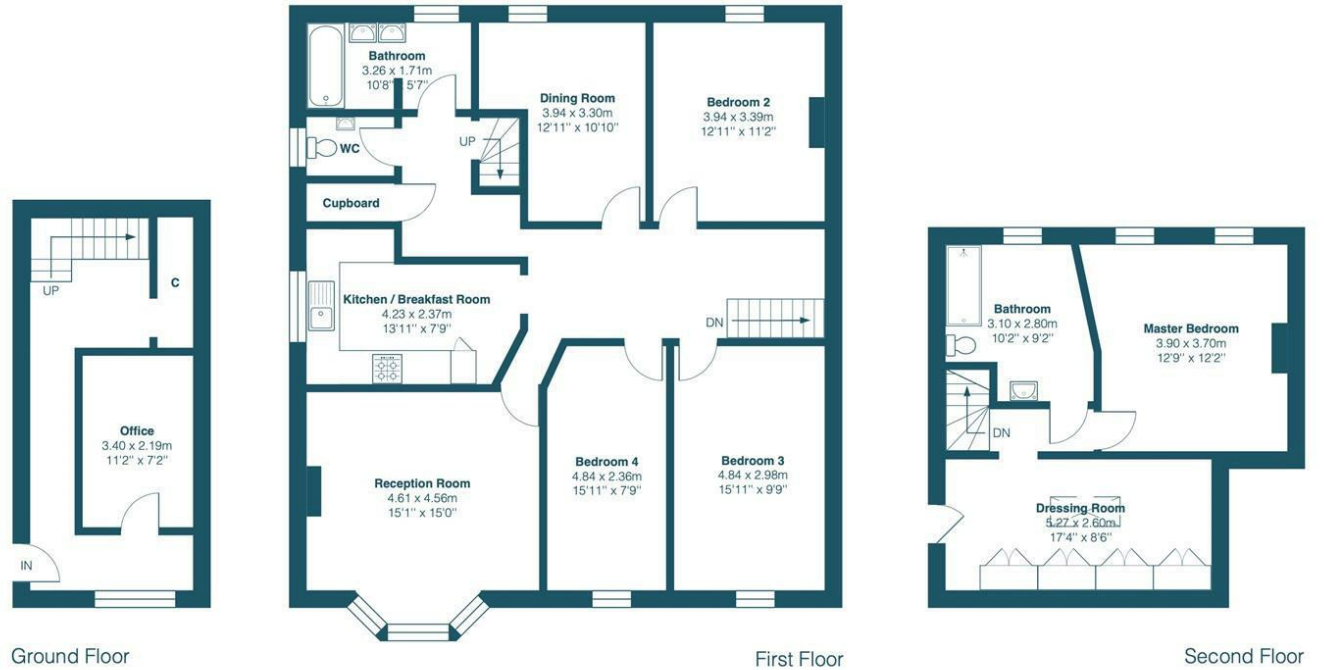 UP
C
Office
3.40 x 2.19m
11'2" x 7'2"
IN
Ground Floor
Bathroom
3.26 x 1.71m
10'8" x 5'7"
WC
UP
Cupboard
Dining Room
3.94 x 3.30m
12'11" x 10'10"
Bedroom 2
3.94 x 3.39m
12'11" x 11'2"
Kitchen / Breakfast Room
4.23 x 2.37m
13'11" x 7'9"
DN
Reception Room
4.61 x 4.56m
15'1" x 15'0"
Bedroom 4
4.84 x 2.36m
15'11" x 7'9"
Bedroom 3
4.84 x 2.98m
15'11" x 9'9"
First Floor
Bathroom
3.10 x 2.80m
10'2" x 9'2"
Master Bedroom
3.90 x 3.70m
12'9" x 12'2"
DN
Dressing Room
5.27 x 2.60m
17'4" x 8'6"
Second Floor